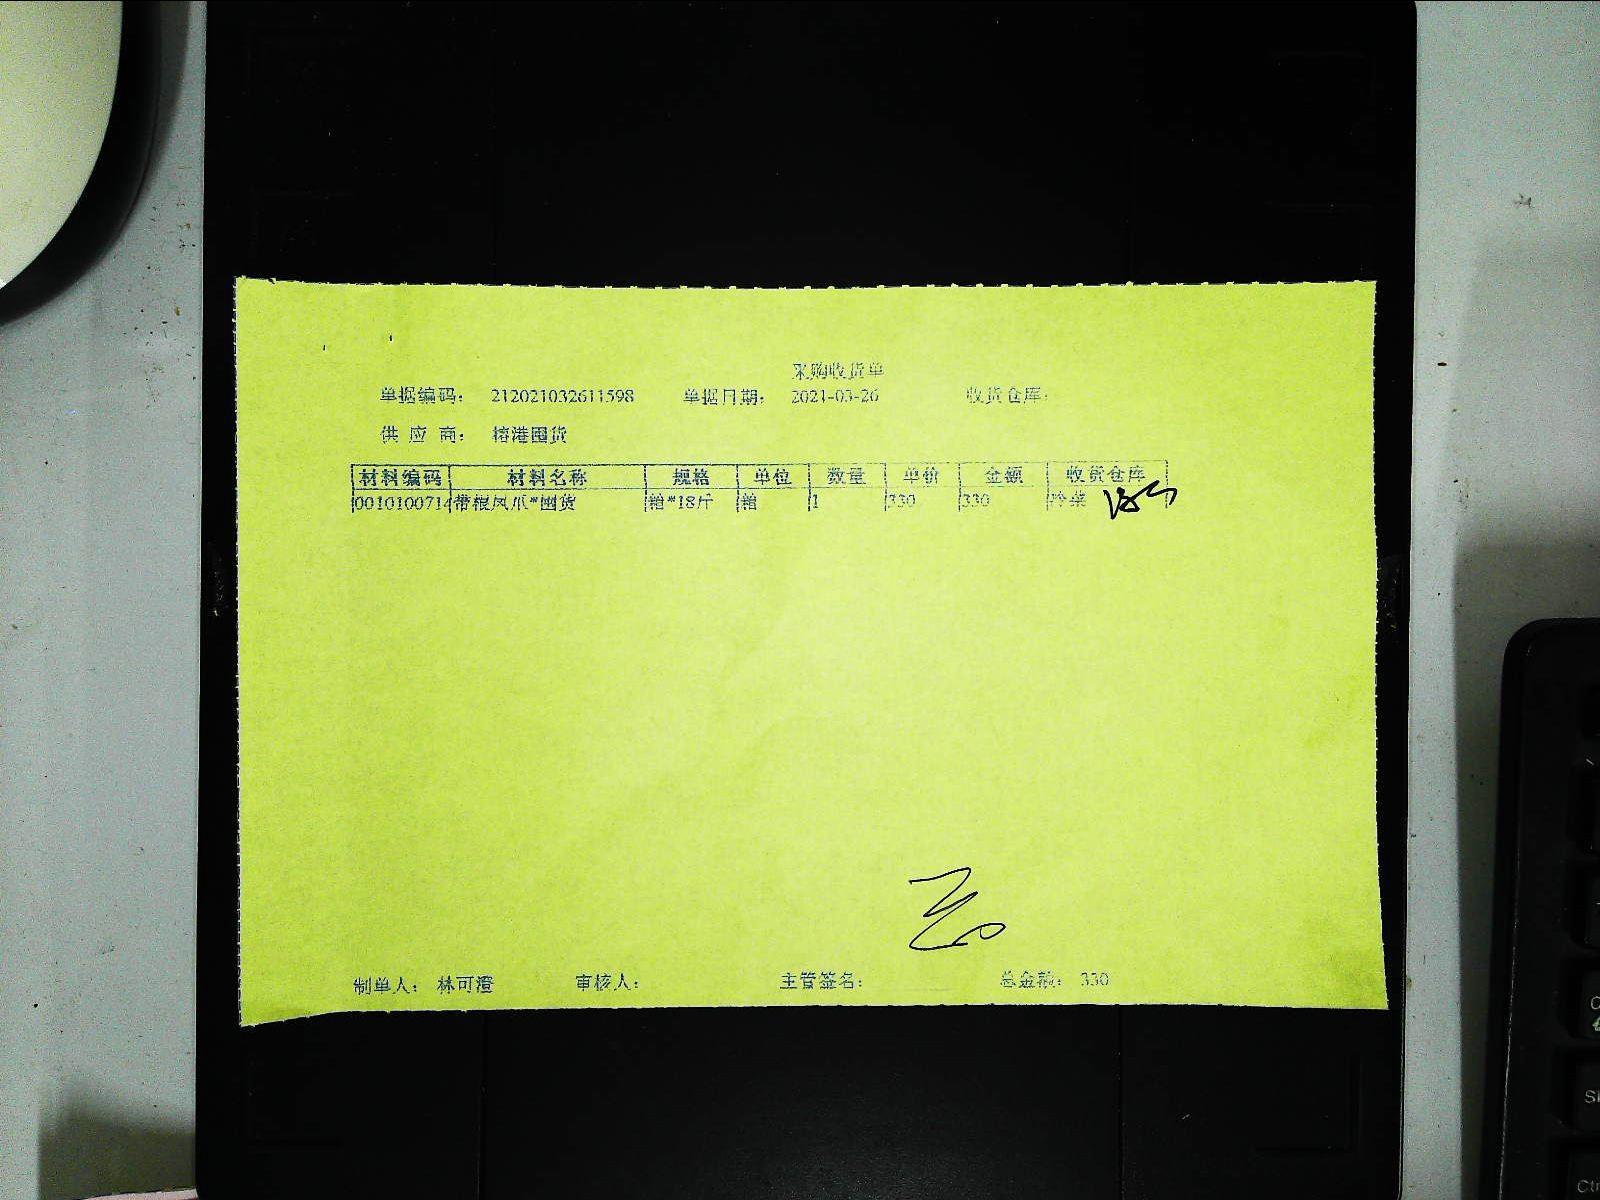 采购收货单
单据编码： 212021032611598 单据日期： 2021-03-26 收货仓库：
供 应 商： 榕港囤货
材料编码 材料名称 规格 单位 数量 单价 金额 收货仓库
0010100714 带根凤爪*囤货 箱*18斤 箱 1 330 330 冷菜
制单人： 林可澄 审核人： 主管签名： 总金额： 330